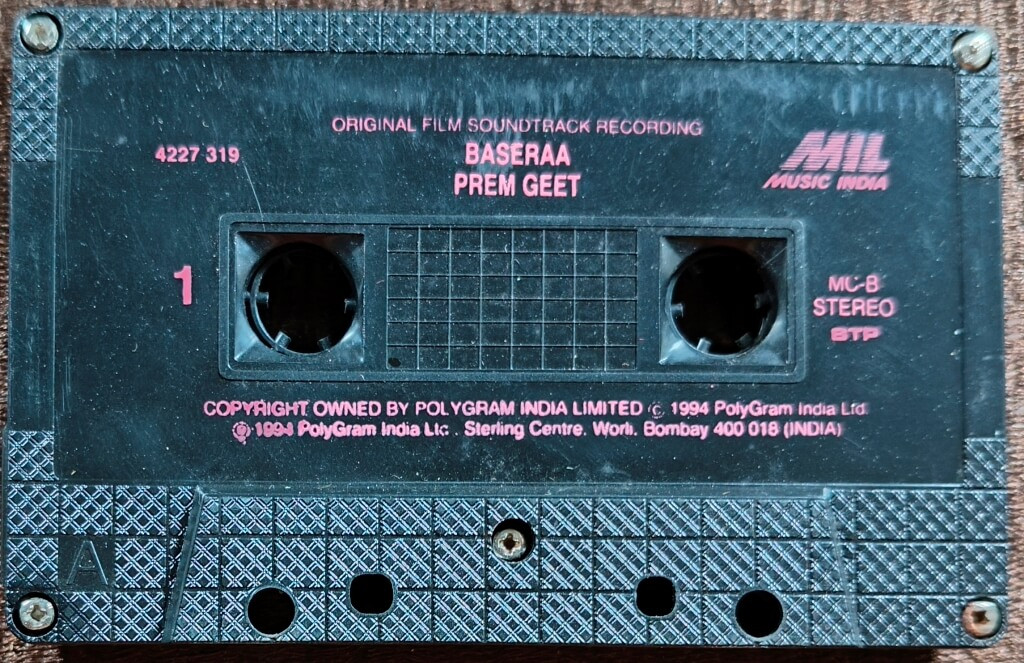 ORIGINAL FILM SOUNDTRACK RECORDING
4227 319
BASERAA
PREM GEET
MIL
MUSIC INDIA
1
MC-B
STEREO
STP
COPYRIGHT OWNED BY POLYGRAM INDIA LIMITED © 1994 PolyGram India Ltd.
℗ 1994 PolyGram India Ltd., Sterling Centre, Worli, Bombay 400 018 (INDIA)
A